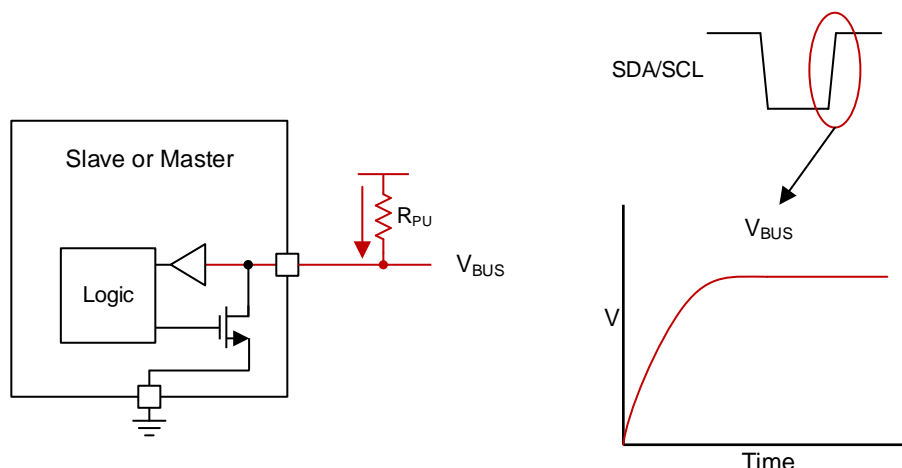 SDA/SCL
Slave or Master
RPU
VBUS
Logic
VBUS
V
Time